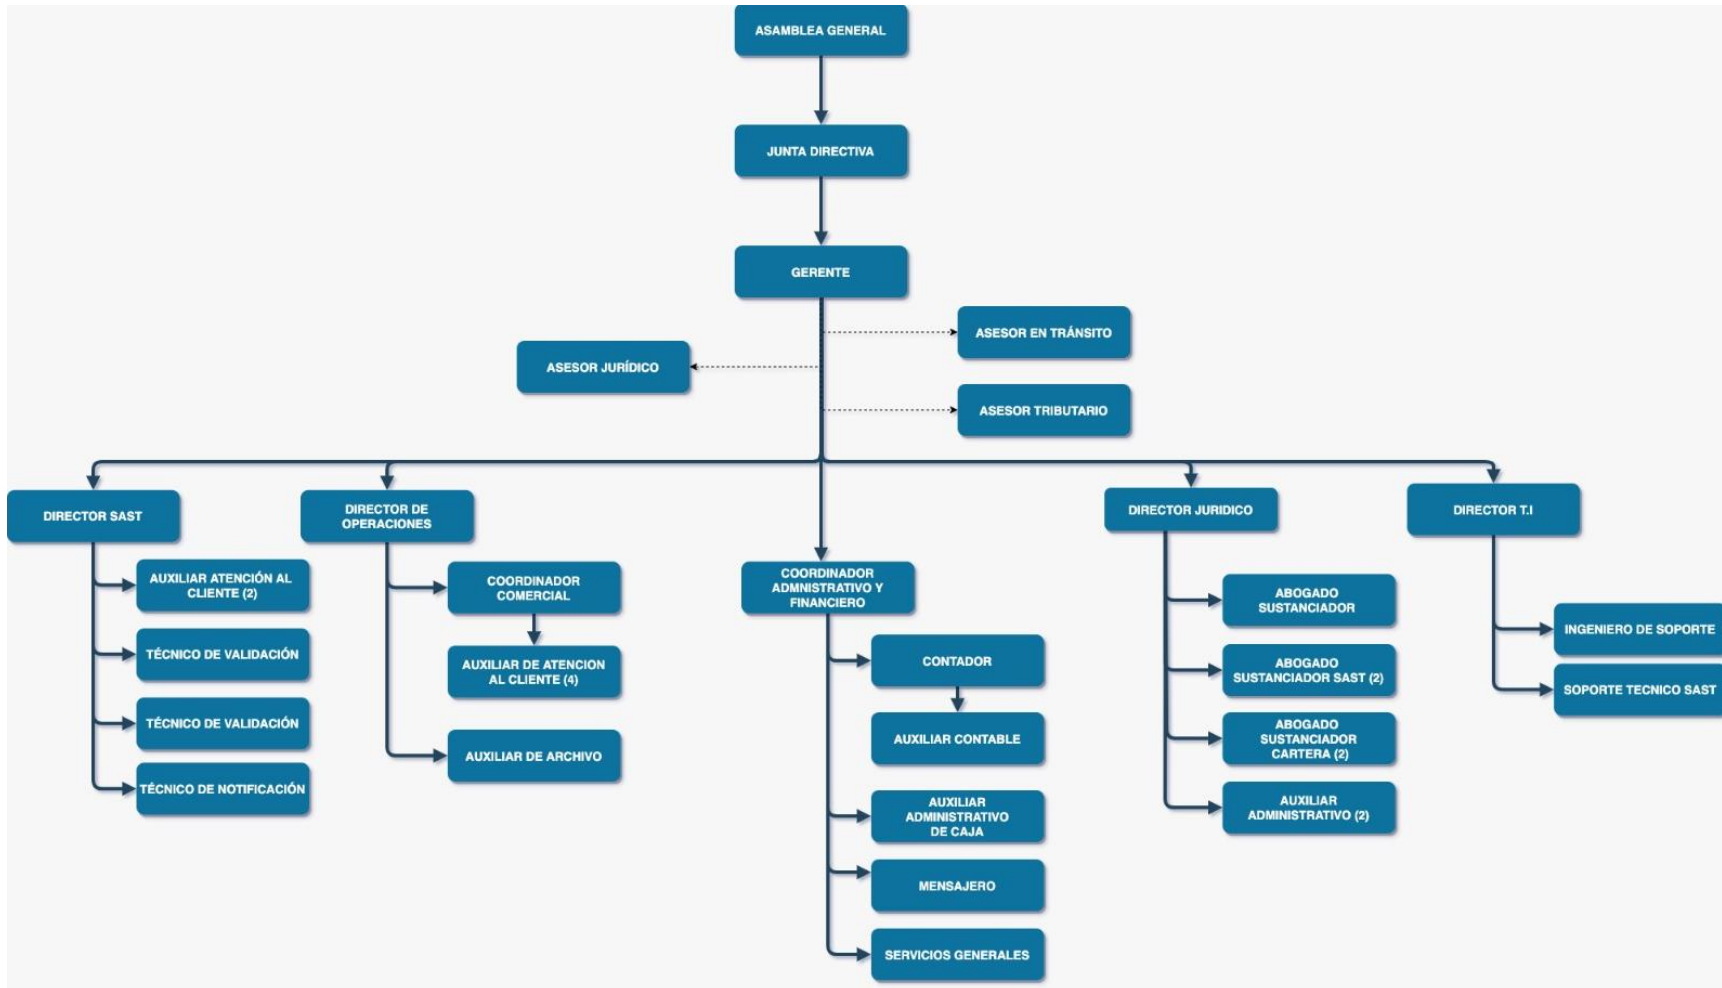 ASAMBLEA GENERAL
JUNTA DIRECTIVA
GERENTE
ASESOR EN TRÁNSITO
ASESOR JURÍDICO
ASESOR TRIBUTARIO
DIRECTOR SAST
AUXILIAR ATENCIÓN AL
CLIENTE (2)
TÉCNICO DE VALIDACIÓN
TÉCNICO DE VALIDACIÓN
TÉCNICO DE NOTIFICACIÓN
DIRECTOR DE
OPERACIONES
COORDINADOR
COMERCIAL
AUXILIAR DE ATENCION
AL CLIENTE (4)
AUXILIAR DE ARCHIVO
COORDINADOR
ADMNISTRATIVO Y
FINANCIERO
CONTADOR
AUXILIAR CONTABLE
AUXILIAR
ADMINISTRATIVO
DE CAJA
MENSAJERO
SERVICIOS GENERALES
DIRECTOR JURIDICO
ABOGADO
SUSTANCIADOR
ABOGADO
SUSTANCIADOR SAST (2)
ABOGADO
SUSTANCIADOR
CARTERA (2)
AUXILIAR
ADMINISTRATIVO (2)
DIRECTOR T.I
INGENIERO DE SOPORTE
SOPORTE TECNICO SAST